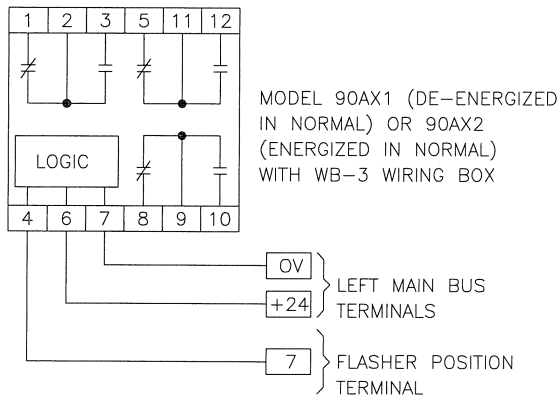 1 2 3 5 11 12
MODEL 90AX1 (DE-ENERGIZED
IN NORMAL) OR 90AX2
(ENERGIZED IN NORMAL)
WITH WB-3 WIRING BOX
LOGIC
4 6 7 8 9 10
0V
+24
LEFT MAIN BUS
TERMINALS
7
FLASHER POSITION
TERMINAL